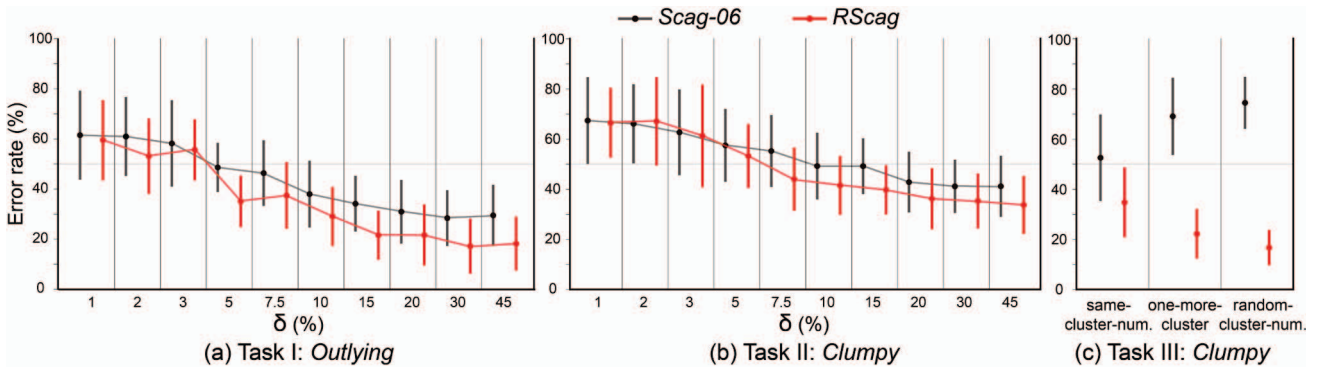 Scag-06 RScag
Error rate (%)
100 80 60 40 20 0
1 2 3 5 7.5 10 15 20 30 45
δ (%)
(a) Task I: Outlying
100 80 60 40 20 0
1 2 3 5 7.5 10 15 20 30 45
δ (%)
(b) Task II: Clumpy
100 80 60 40 20 0
same- one-more- random-
cluster-num. cluster cluster-num.
(c) Task III: Clumpy